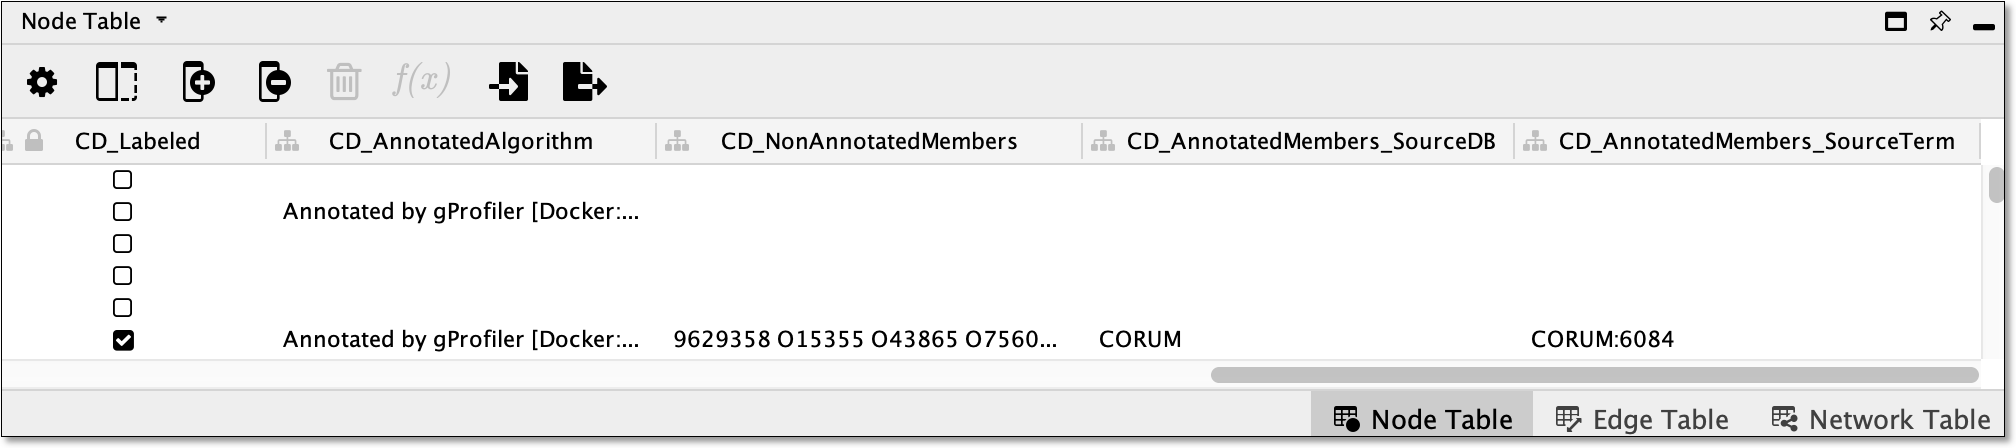 Node Table
f(x)
CD_Labeled CD_AnnotatedAlgorithm CD_NonAnnotatedMembers CD_AnnotatedMembers_SourceDB CD_AnnotatedMembers_SourceTerm
Annotated by gProfiler [Docker:...
Annotated by gProfiler [Docker:... 9629358 O15355 O43865 O7560... CORUM CORUM:6084
Node Table Edge Table Network Table